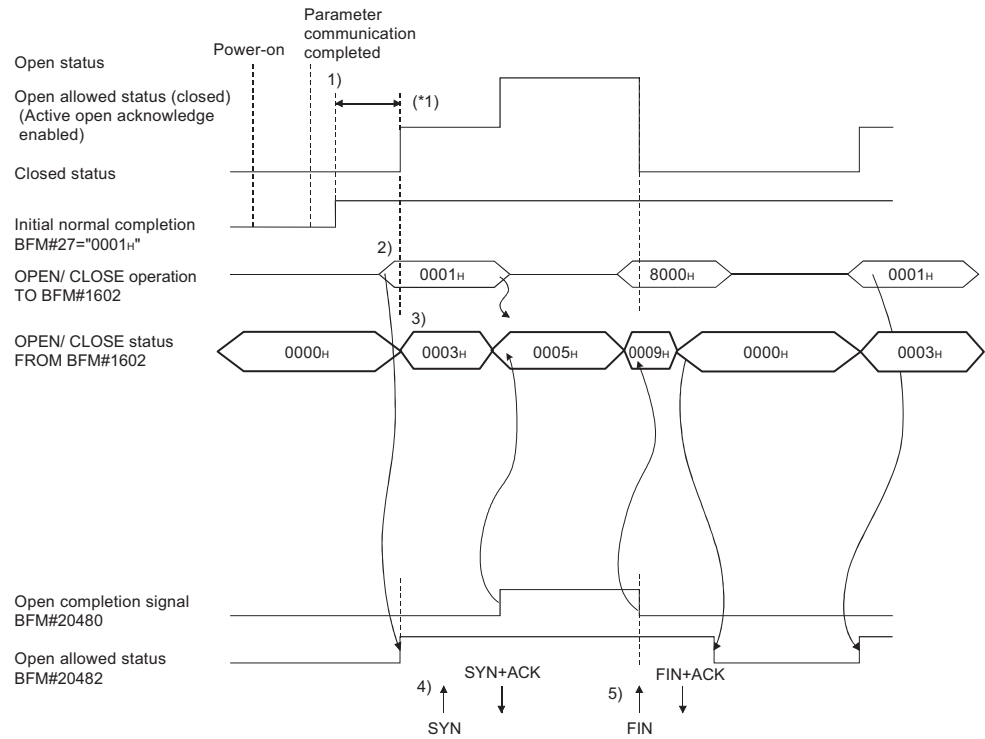 Parameter
communication
completed
Power-on
Open status
1)
Open allowed status (closed)
(*1)
(Active open acknowledge
enabled)
Closed status
Initial normal completion
BFM#27="0001H"
2)
OPEN/ CLOSE operation
TO BFM#1602
0001H
8000H
0001H
3)
OPEN/ CLOSE status
FROM BFM#1602
0000H
0003H
0005H
0009H
0000H
0003H
Open completion signal
BFM#20480
Open allowed status
BFM#20482
4)
SYN+ACK
5)
FIN+ACK
SYN
FIN